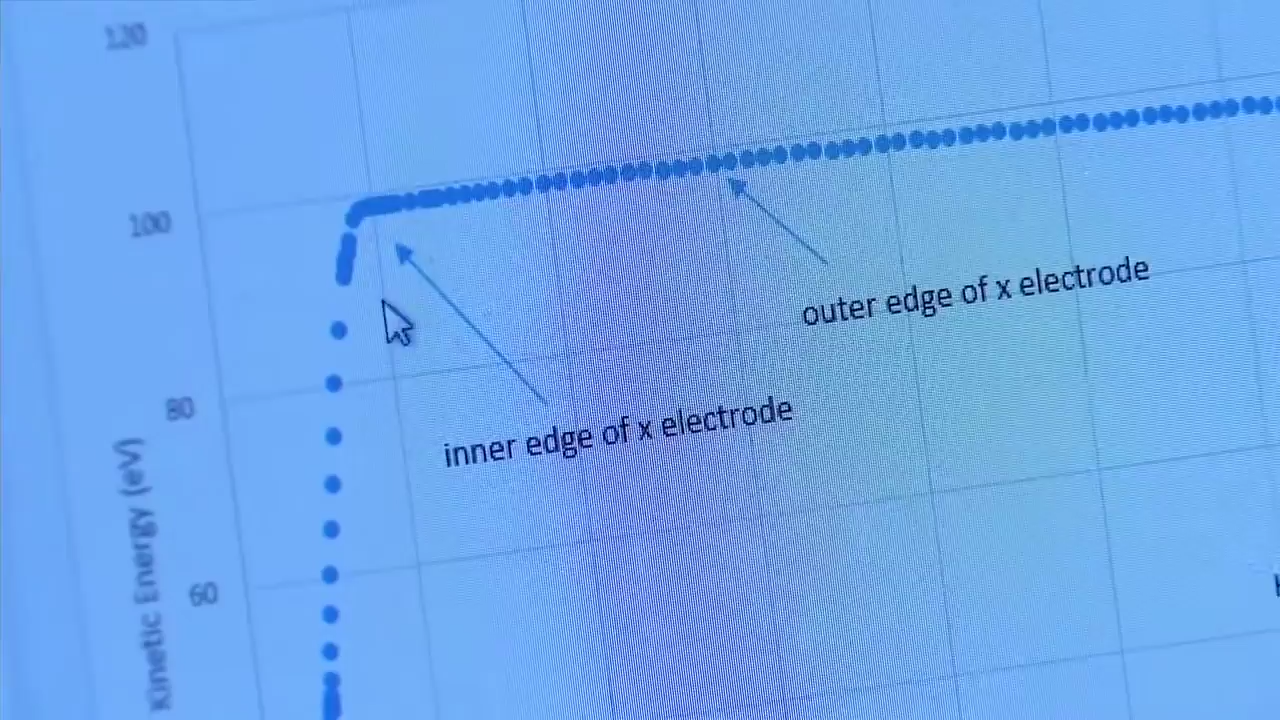 120
100
outer edge of x electrode
80
inner edge of x electrode
Kinetic Energy (eV)
60